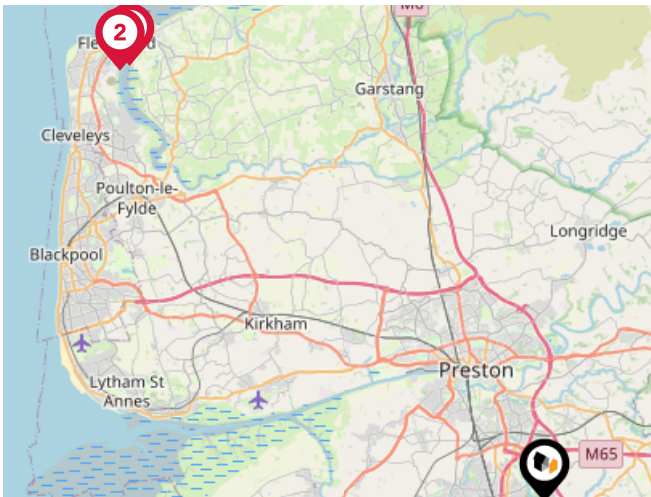 M6
2
Garstang
Cleveleys
Poulton-le-
Fylde
Longridge
Blackpool
Kirkham
Preston
Lytham St
Annes
M65